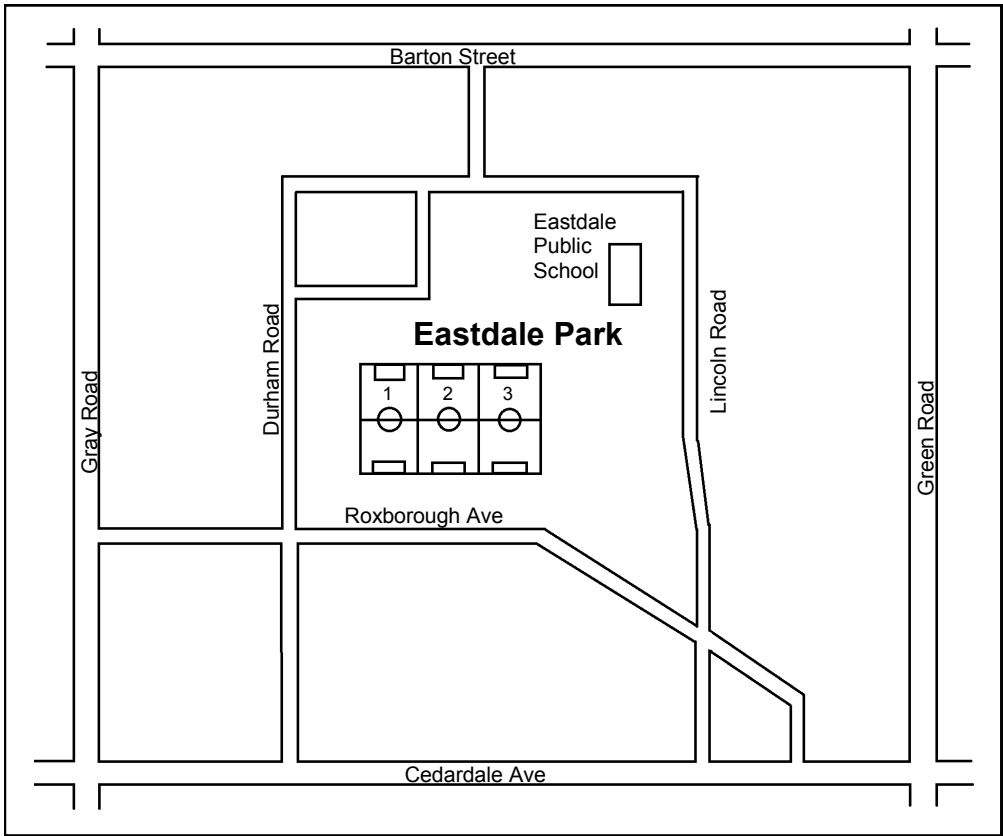 Barton Street
Eastdale
Public
School
Eastdale Park
Durham Road
Lincoln Road
Gray Road
Green Road
1 2 3
Roxborough Ave
Cedardale Ave